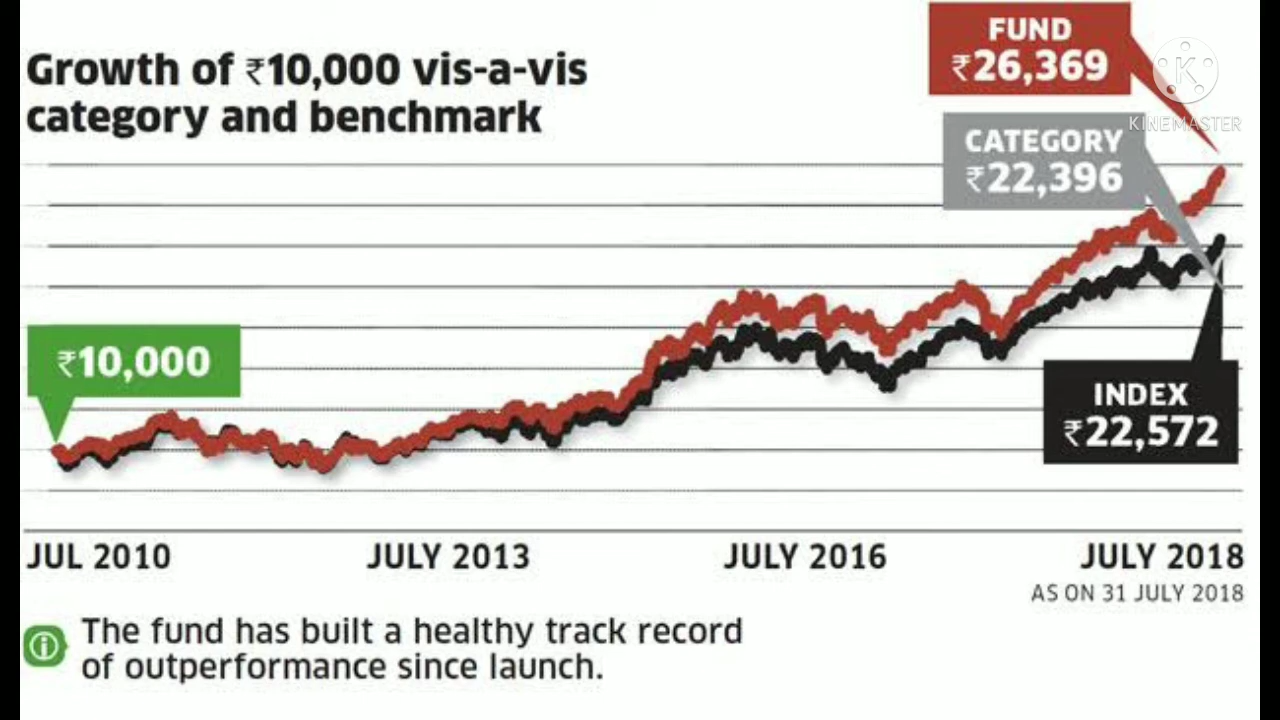 Growth of ₹10,000 vis-a-vis
category and benchmark
FUND
₹26,369
KINEMASTER
CATEGORY
₹22,396
₹10,000
INDEX
₹22,572
JUL 2010 JULY 2013 JULY 2016 JULY 2018
AS ON 31 JULY 2018
The fund has built a healthy track record
of outperformance since launch.